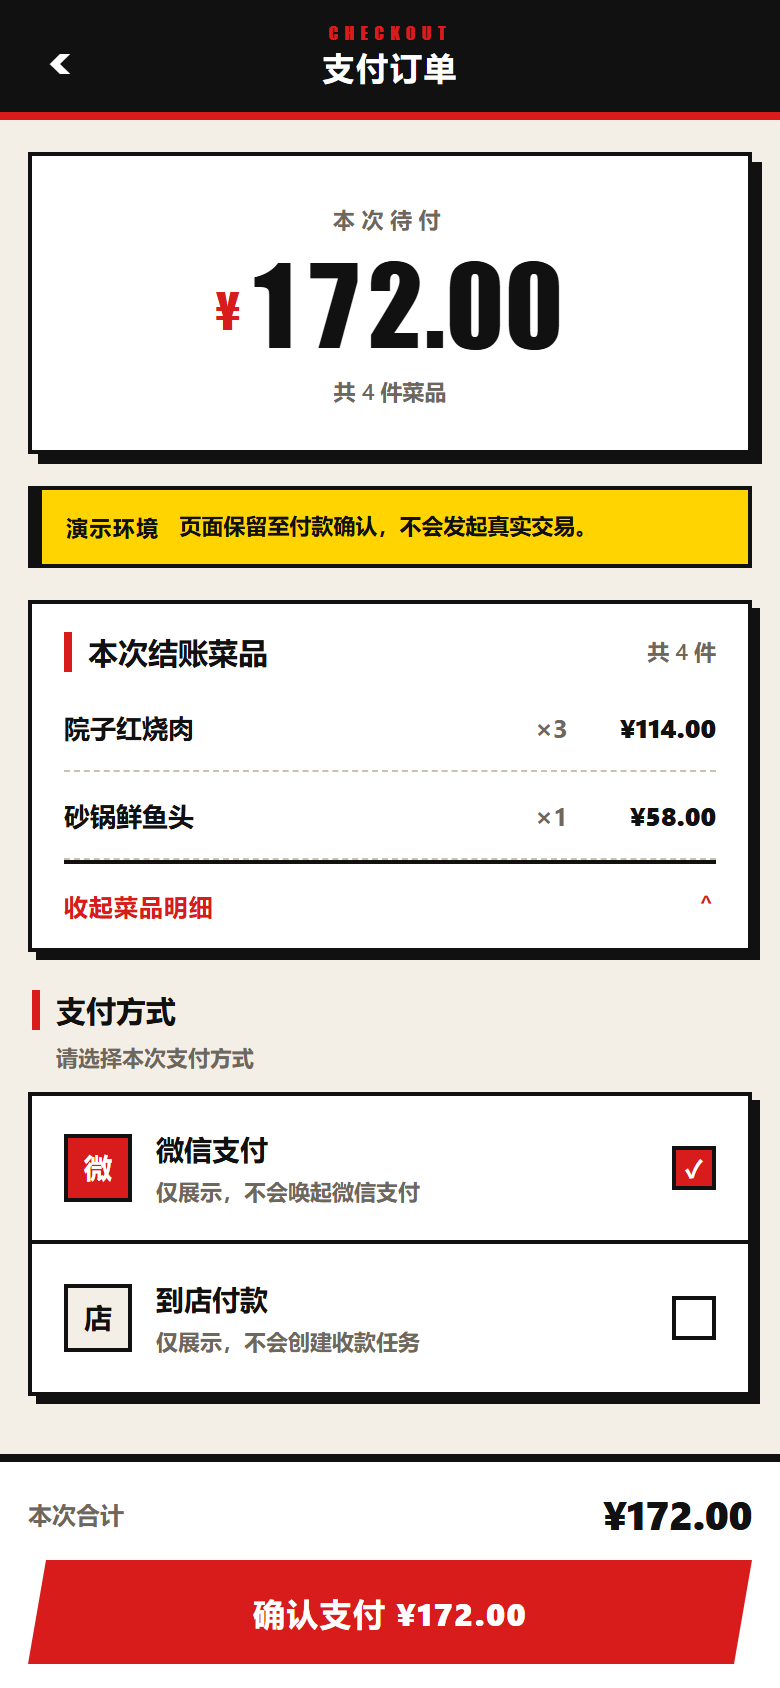 CHECKOUT
支付订单
本次待付
¥172.00
共 4 件菜品
演示环境 页面保留至付款确认，不会发起真实交易。
本次结账菜品 共 4 件
院子红烧肉 ×3 ¥114.00
砂锅鲜鱼头 ×1 ¥58.00
收起菜品明细 ^
支付方式
请选择本次支付方式
微 微信支付 ✓
仅展示，不会唤起微信支付
店 到店付款
仅展示，不会创建收款任务
本次合计 ¥172.00
确认支付 ¥172.00